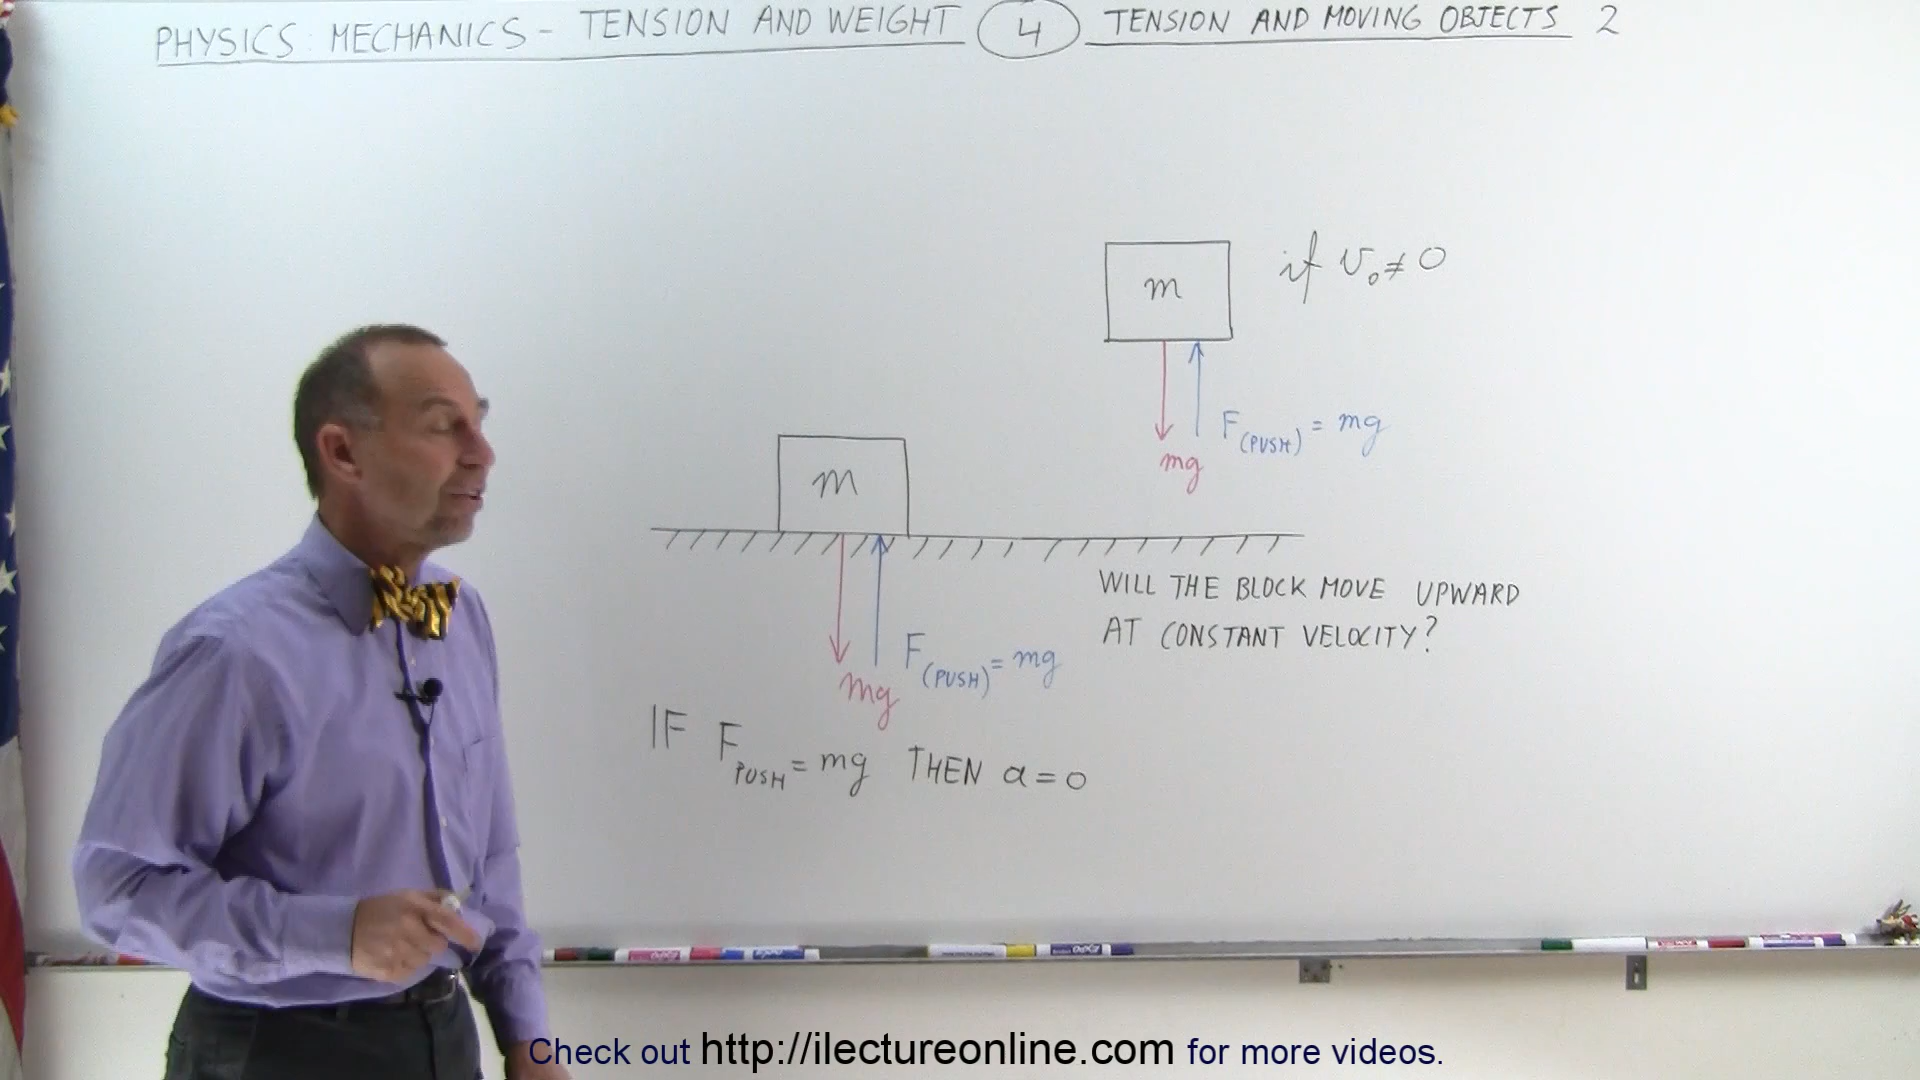 PHYSICS MECHANICS - TENSION AND WEIGHT 4 TENSION AND MOVING OBJECTS 2
m if v₀ ≠ 0
F(PUSH) = mg
mg
m
WILL THE BLOCK MOVE UPWARD
AT CONSTANT VELOCITY?
F(PUSH) = mg
mg
IF F PUSH = mg THEN a = 0
Check out http://ilectureonline.com for more videos.